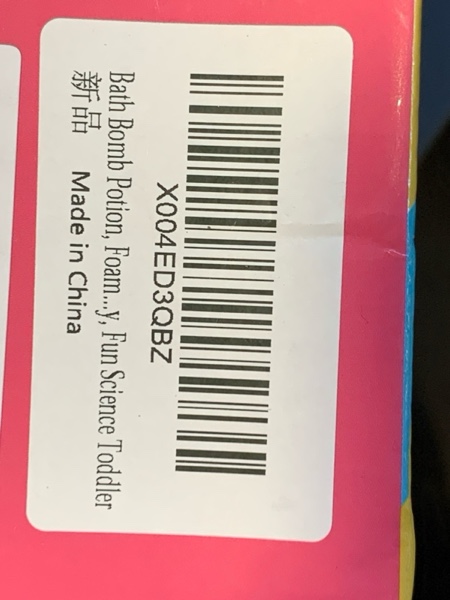 X004ED3QBZ
Bath Bomb Potion, Foam...y, Fun Science Toddler
新品 Made in China